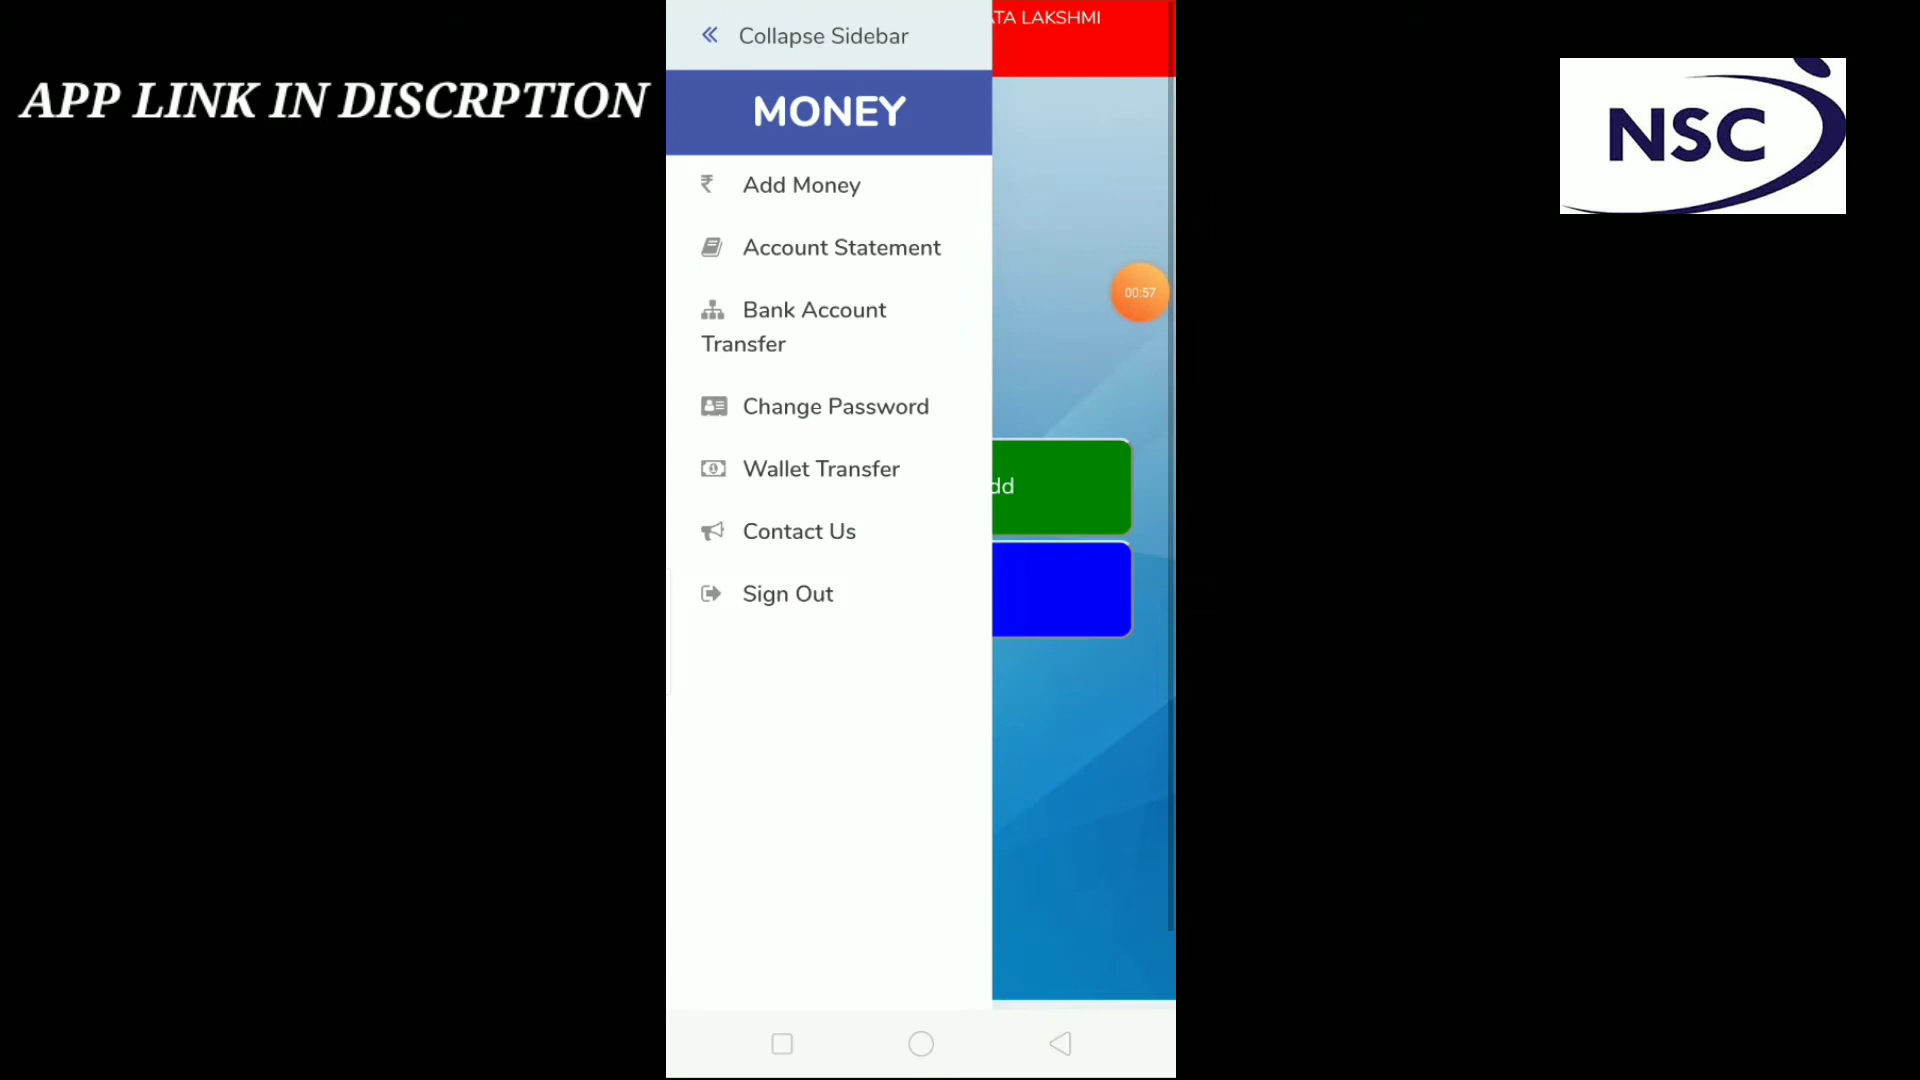 APP LINK IN DISCRPTION
Collapse Sidebar
TA LAKSHMI
MONEY
NSC
Add Money
Account Statement
00:57
Bank Account
Transfer
Change Password
Wallet Transfer
dd
Contact Us
Sign Out